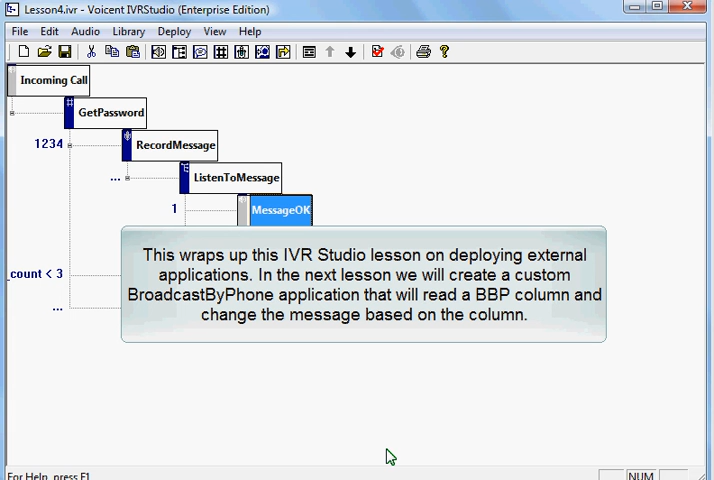 Lesson4.ivr - Voicent IVRStudio (Enterprise Edition)
File Edit Audio Library Deploy View Help
Incoming Call
GetPassword
1234
RecordMessage
...
ListenToMessage
1
MessageOK
This wraps up this IVR Studio lesson on deploying external
applications. In the next lesson we will create a custom
BroadcastByPhone application that will read a BBP column and
change the message based on the column.
_count < 3
...
For Help, press F1
NUM